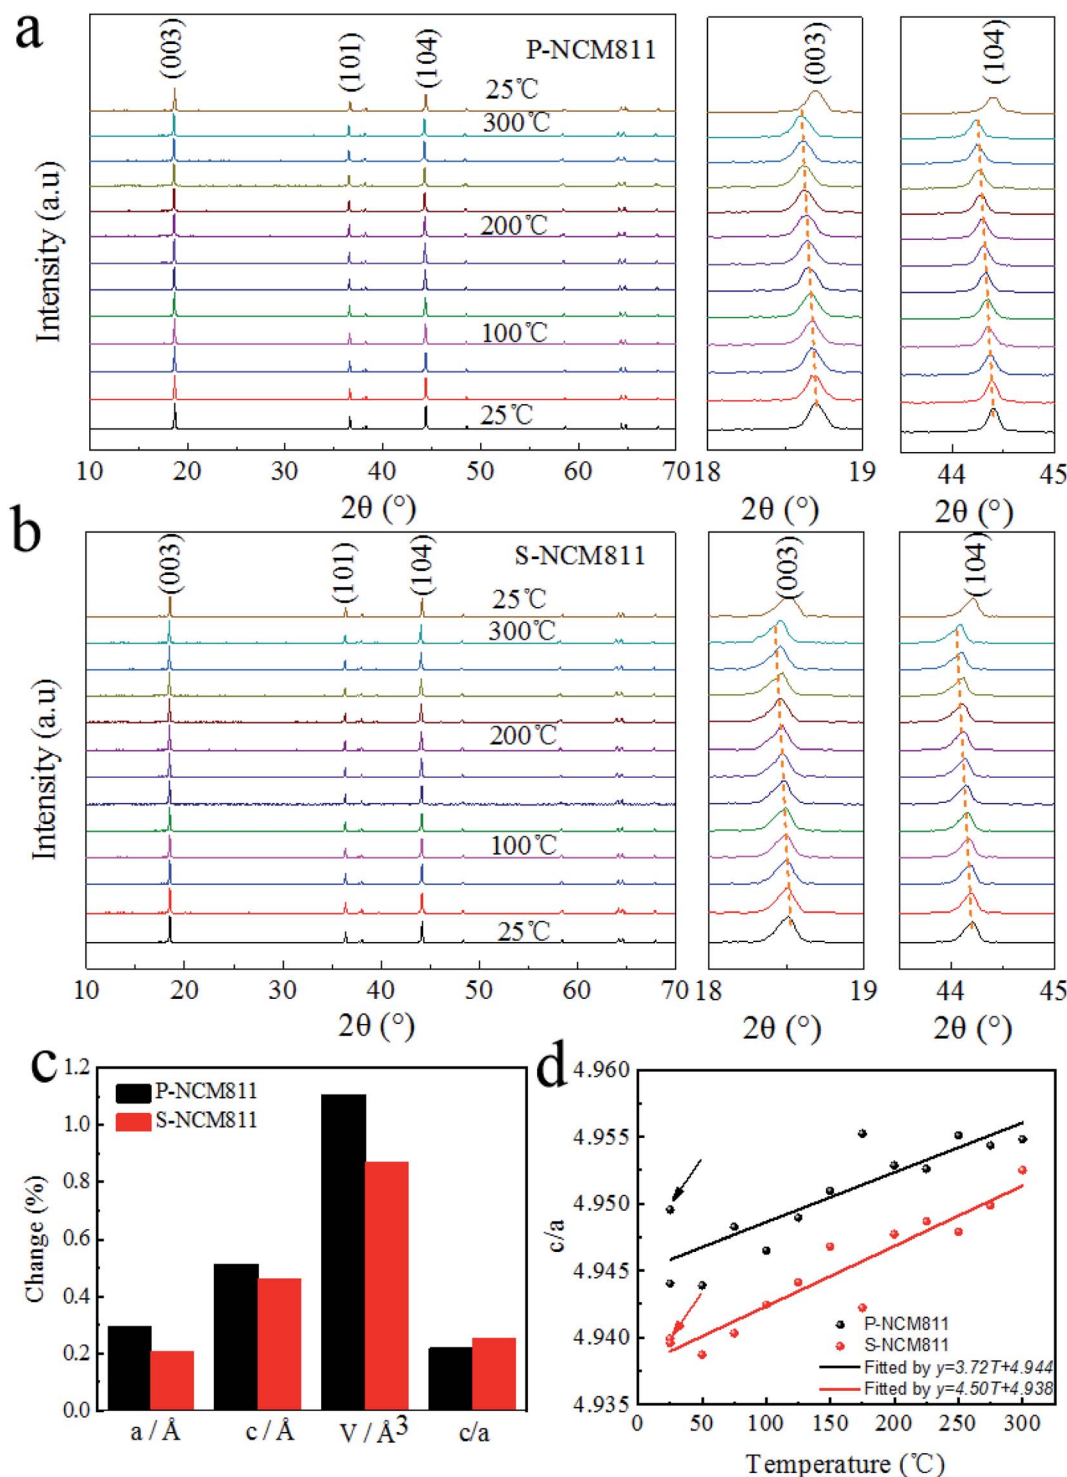 a
P-NCM811
(003)
(101)
(104)
25℃
300℃
200℃
100℃
25℃
Intensity (a.u)
10 20 30 40 50 60 70
2θ (°)
(003)
18 19
2θ (°)
(104)
44 45
2θ (°)
b
S-NCM811
(003)
(101)
(104)
25℃
300℃
200℃
100℃
25℃
Intensity (a.u)
10 20 30 40 50 60 70
2θ (°)
(003)
18 19
2θ (°)
(104)
44 45
2θ (°)
c
P-NCM811
S-NCM811
Change (%)
1.2
1.0
0.8
0.6
0.4
0.2
0.0
a / Å c / Å V / Å3 c/a
d
c/a
4.960
4.955
4.950
4.945
4.940
4.935
P-NCM811
S-NCM811
Fitted by y=3.72T+4.944
Fitted by y=4.50T+4.938
0 50 100 150 200 250 300
Temperature (℃)